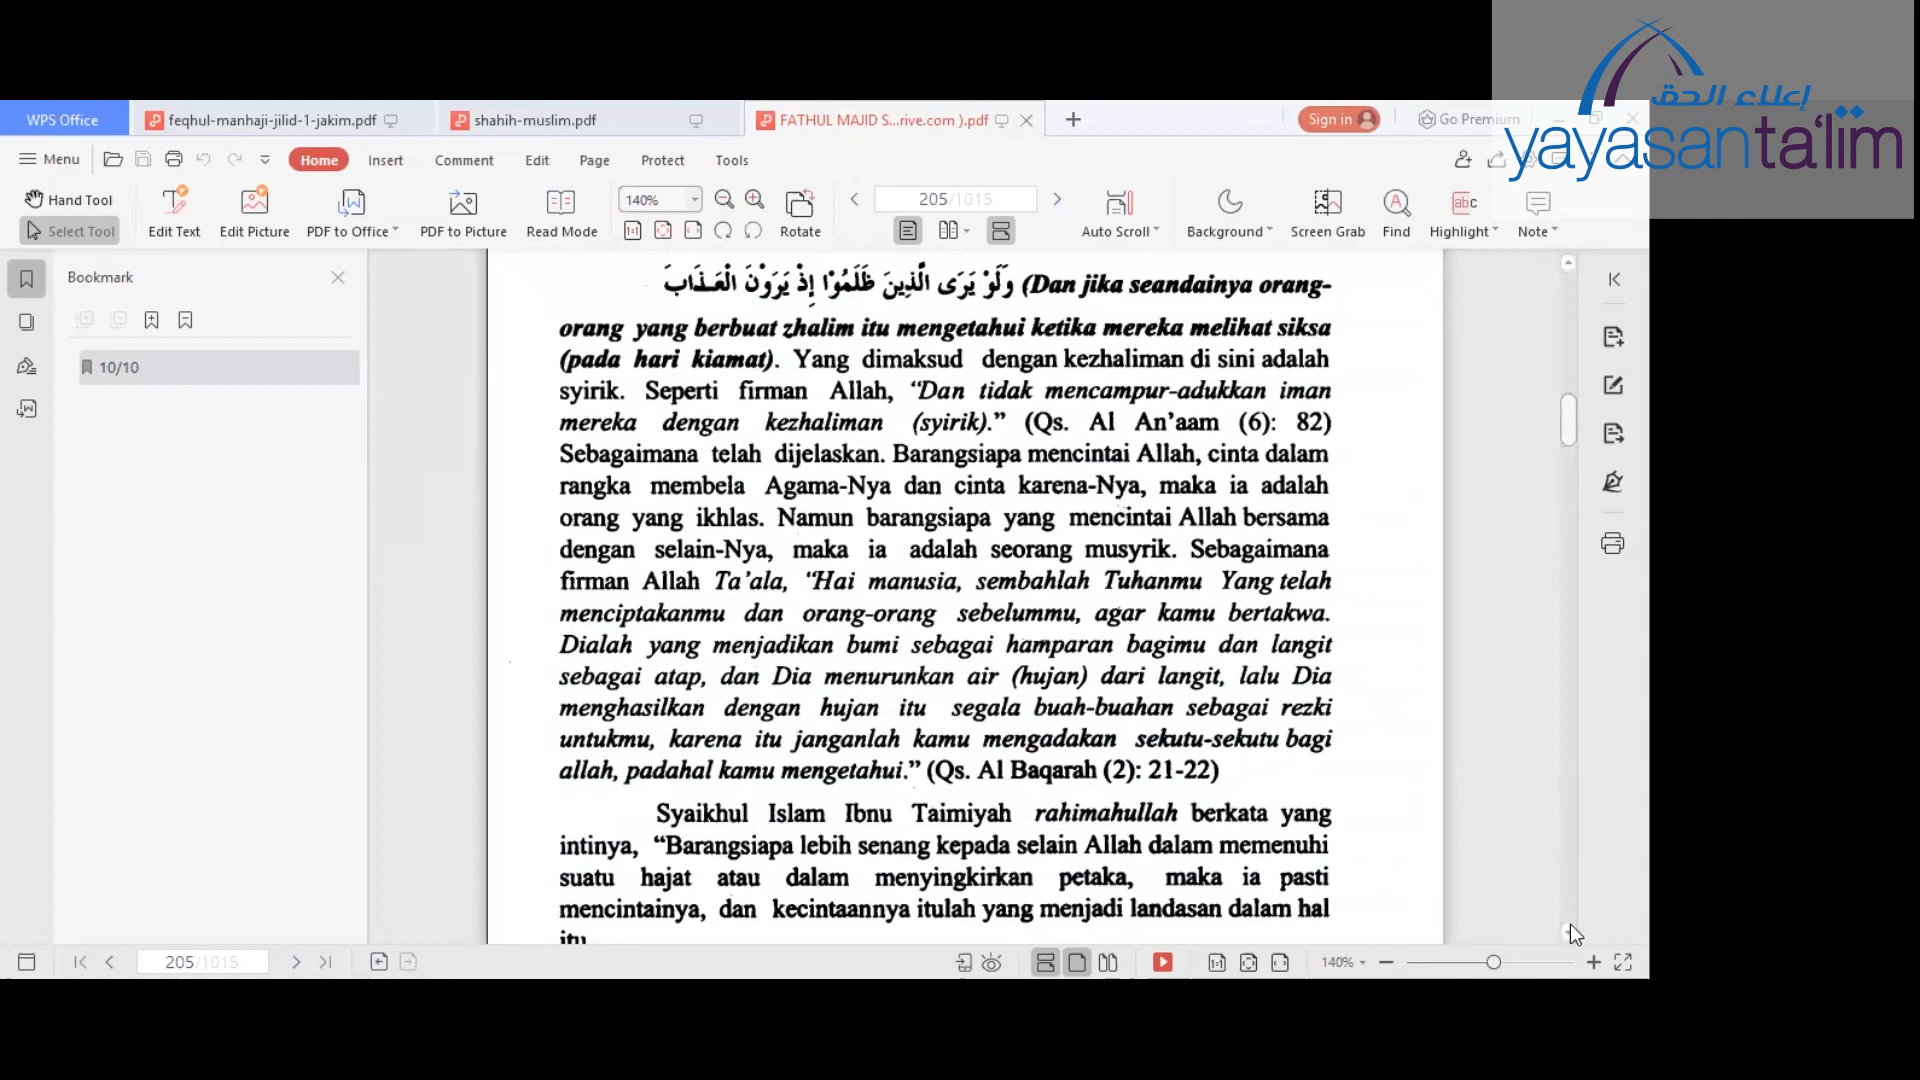 إعلاء الحق
yayasanta'lim
WPS Office
feqhul-manhaji-jilid-1-jakim.pdf
shahih-muslim.pdf
FATHUL MAJID S...rive.com ).pdf
Sign in
Go Premium
Menu
Home
Insert
Comment
Edit
Page
Protect
Tools
Hand Tool
Select Tool
Edit Text
Edit Picture
PDF to Office
PDF to Picture
Read Mode
140%
Rotate
205/1015
Auto Scroll
Background
Screen Grab
Find
Highlight
Note
Bookmark
10/10
وَلَوْ يَرَى الَّذِينَ ظَلَمُوْا إِذْ يَرَوْنَ الْعَذَابَ (Dan jika seandainya orang-
orang yang berbuat zhalim itu mengetahui ketika mereka melihat siksa
(pada hari kiamat). Yang dimaksud dengan kezhaliman di sini adalah
syirik. Seperti firman Allah, “Dan tidak mencampur-adukkan iman
mereka dengan kezhaliman (syirik).” (Qs. Al An’aam (6): 82)
Sebagaimana telah dijelaskan. Barangsiapa mencintai Allah, cinta dalam
rangka membela Agama-Nya dan cinta karena-Nya, maka ia adalah
orang yang ikhlas. Namun barangsiapa yang mencintai Allah bersama
dengan selain-Nya, maka ia adalah seorang musyrik. Sebagaimana
firman Allah Ta’ala, “Hai manusia, sembahlah Tuhanmu Yang telah
menciptakanmu dan orang-orang sebelummu, agar kamu bertakwa.
Dialah yang menjadikan bumi sebagai hamparan bagimu dan langit
sebagai atap, dan Dia menurunkan air (hujan) dari langit, lalu Dia
menghasilkan dengan hujan itu segala buah-buahan sebagai rezki
untukmu, karena itu janganlah kamu mengadakan sekutu-sekutu bagi
allah, padahal kamu mengetahui.” (Qs. Al Baqarah (2): 21-22)
Syaikhul Islam Ibnu Taimiyah rahimahullah berkata yang
intinya, “Barangsiapa lebih senang kepada selain Allah dalam memenuhi
suatu hajat atau dalam menyingkirkan petaka, maka ia pasti
mencintainya, dan kecintaannya itulah yang menjadi landasan dalam hal
itu
205/1015
140%